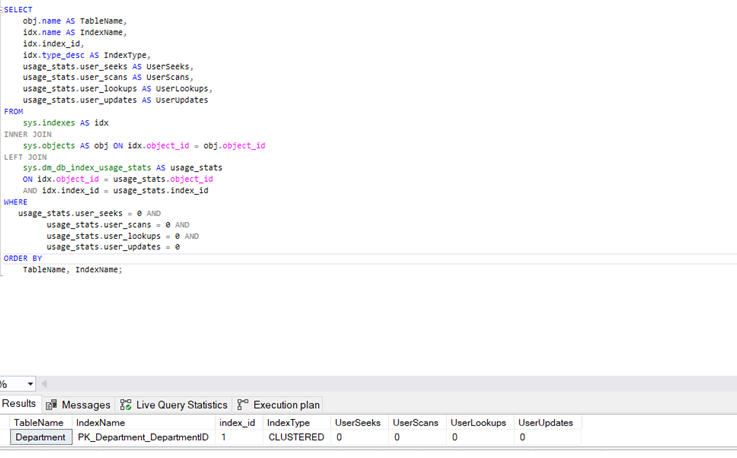 SELECT
obj.name AS TableName,
idx.name AS IndexName,
idx.index_id,
idx.type_desc AS IndexType,
usage_stats.user_seeks AS UserSeeks,
usage_stats.user_scans AS UserScans,
usage_stats.user_lookups AS UserLookups,
usage_stats.user_updates AS UserUpdates
FROM
sys.indexes AS idx
INNER JOIN
sys.objects AS obj ON idx.object_id = obj.object_id
LEFT JOIN
sys.dm_db_index_usage_stats AS usage_stats
ON idx.object_id = usage_stats.object_id
AND idx.index_id = usage_stats.index_id
WHERE
usage_stats.user_seeks = 0 AND
usage_stats.user_scans = 0 AND
usage_stats.user_lookups = 0 AND
usage_stats.user_updates = 0
ORDER BY
TableName, IndexName;
%
Results Messages Live Query Statistics Execution plan
TableName IndexName index_id IndexType UserSeeks UserScans UserLookups UserUpdates
Department PK_Department_DepartmentID 1 CLUSTERED 0 0 0 0